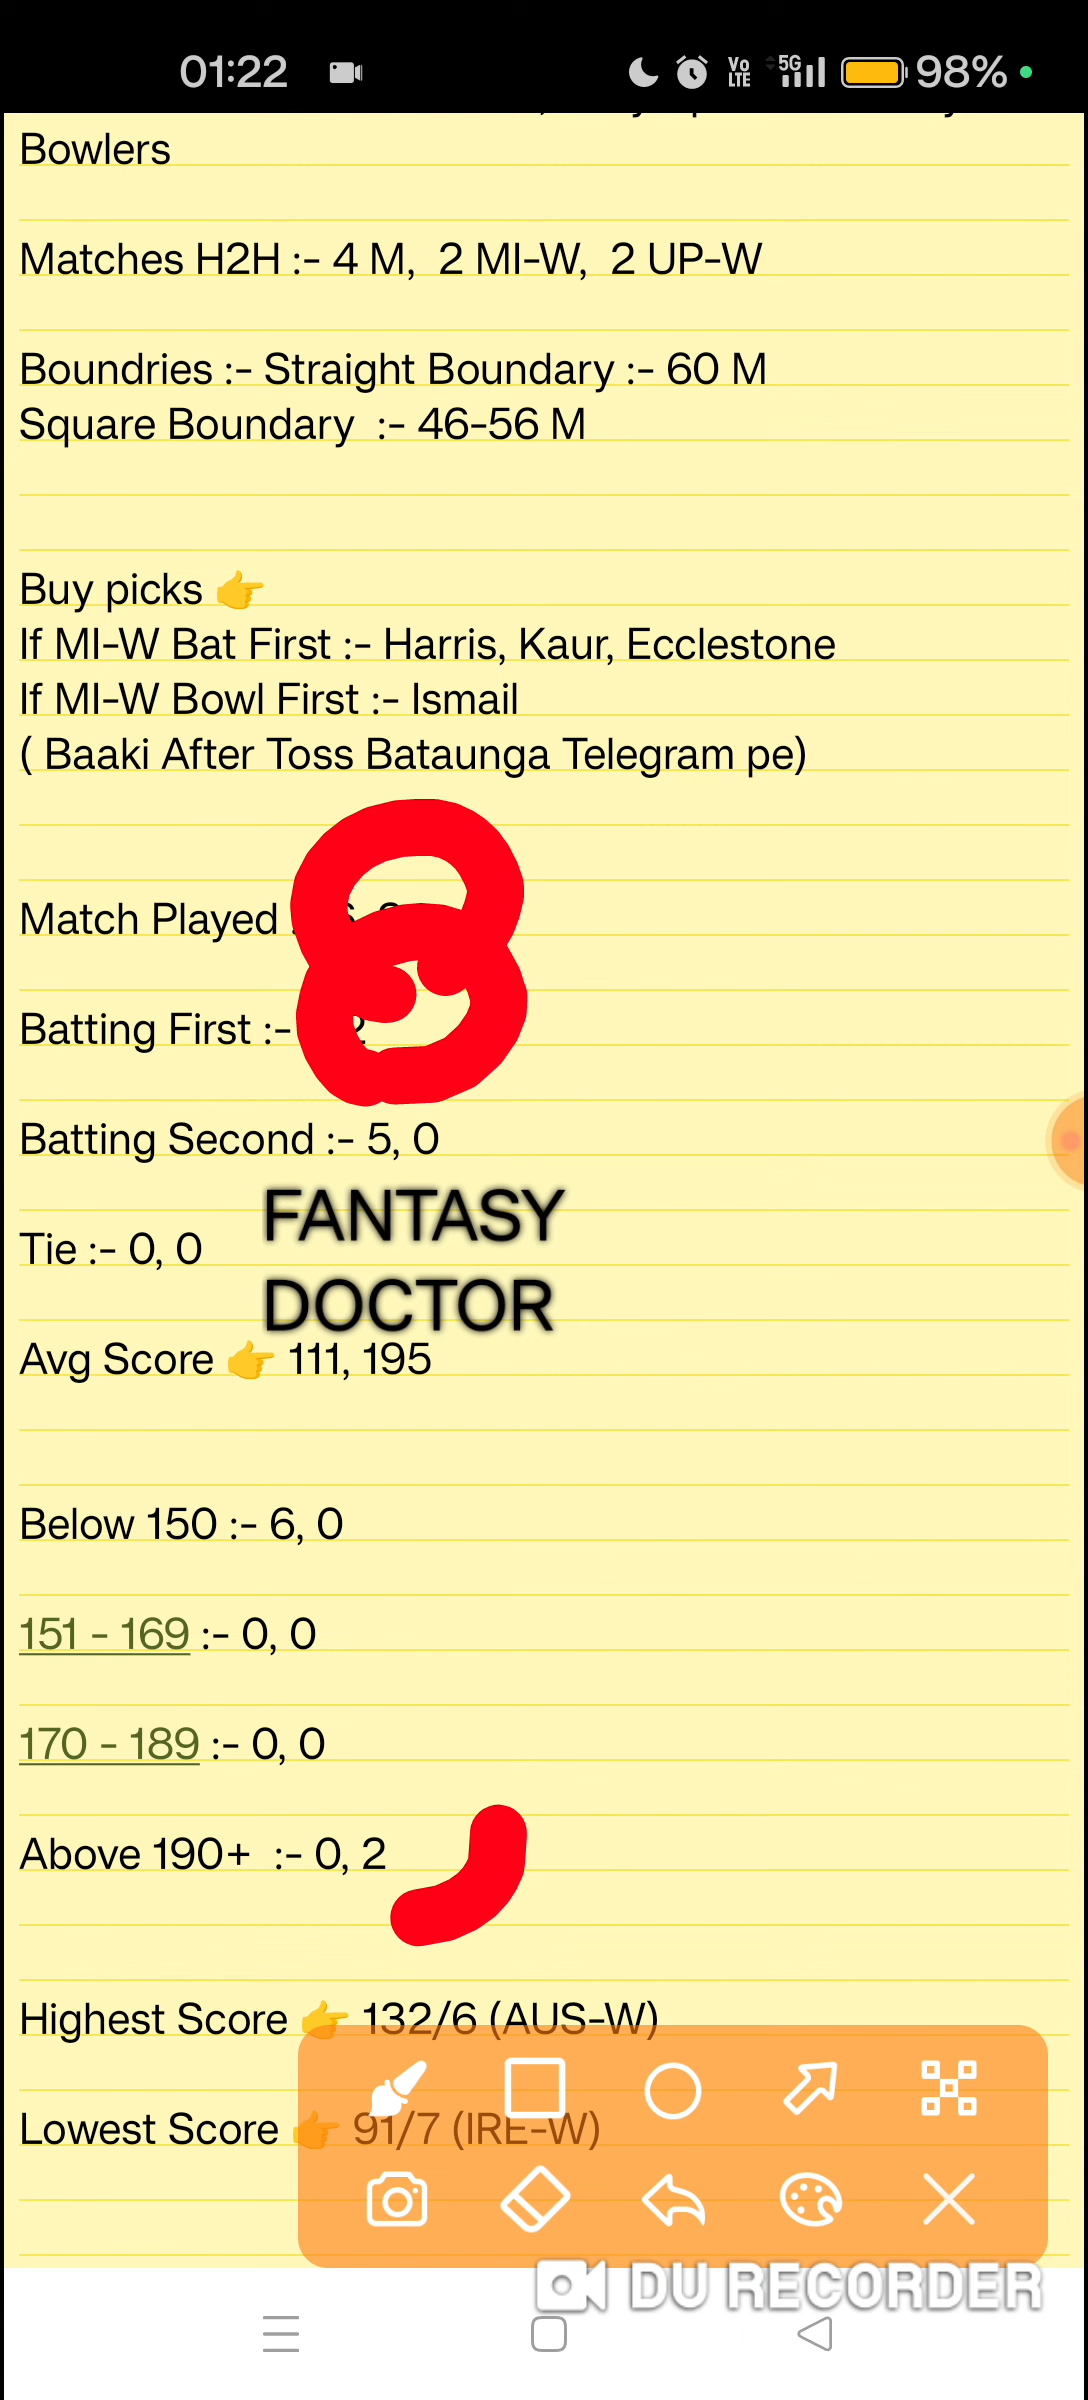 01:22 Vo LTE 5G 98%
Bowlers
Matches H2H :- 4 M, 2 MI-W, 2 UP-W
Boundries :- Straight Boundary :- 60 M
Square Boundary :- 46-56 M
Buy picks 👉
If MI-W Bat First :- Harris, Kaur, Ecclestone
If MI-W Bowl First :- Ismail
( Baaki After Toss Bataunga Telegram pe)
Match Played
Batting First :-
Batting Second :- 5, 0
FANTASY
Tie :- 0, 0
DOCTOR
Avg Score 👉 111, 195
Below 150 :- 6, 0
151 - 169 :- 0, 0
170 - 189 :- 0, 0
Above 190+ :- 0, 2
Highest Score 👉 132/6 (AUS-W)
Lowest Score 👉 91/7 (IRE-W)
DU RECORDER